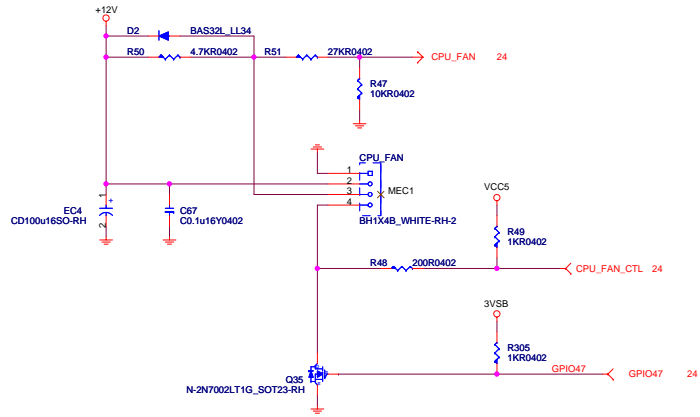 +12V
D2 BAS32L_LL34
R50 4.7KR0402 R51 27KR0402 CPU_FAN 24
R47
10KR0402
CPU_FAN
1
2
3 MEC1
4
BH1X4B_WHITE-RH-2
1
+
EC4
CD100u16SO-RH
2
C67
C0.1u16Y0402
VCC5
R49
1KR0402
R48 200R0402 CPU_FAN_CTL 24
3VSB
R305
1KR0402
GPIO47 GPIO47 24
Q35
N-2N7002LT1G_SOT23-RH